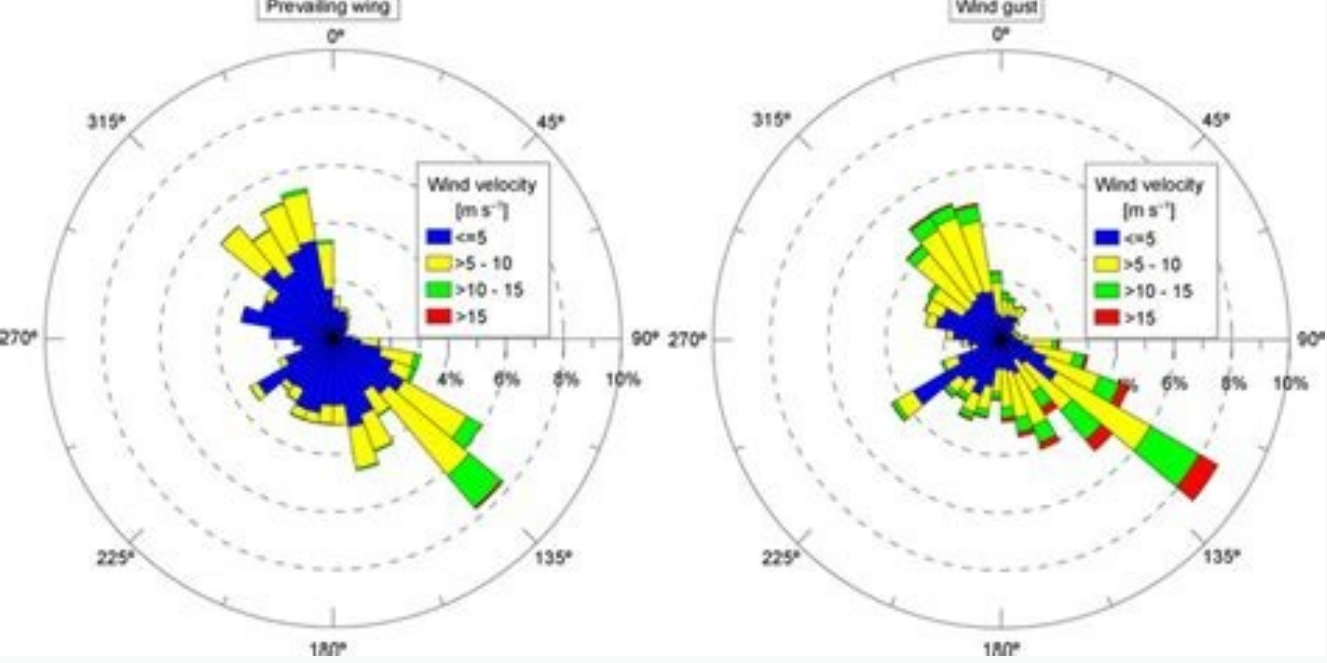 Prevailing wing
0°
315°
45°
Wind velocity
[m s⁻¹]
<=5
>5 - 10
>10 - 15
>15
270°
90°
4%
6%
8%
10%
225°
135°
180°
Wind gust
0°
315°
45°
Wind velocity
[m s⁻¹]
<=5
>5 - 10
>10 - 15
>15
270°
90°
6%
8%
10%
225°
135°
180°